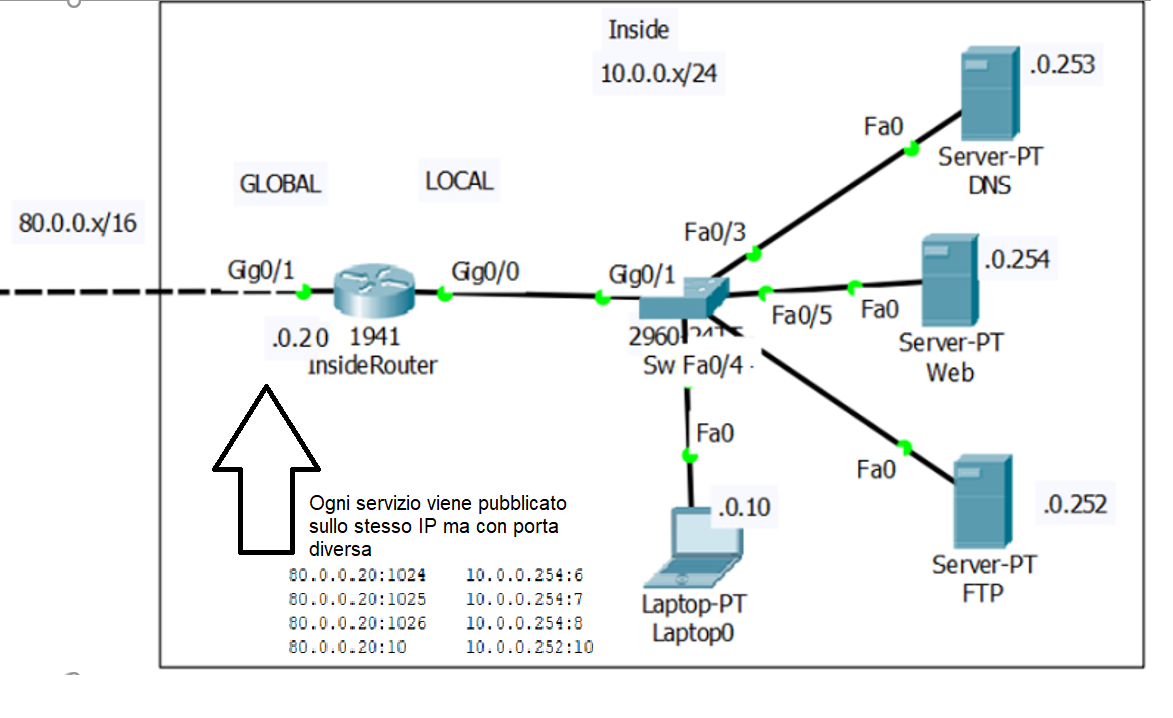 Inside
10.0.0.x/24
.0.253
Fa0
Server-PT
DNS
GLOBAL
LOCAL
80.0.0.x/16
Fa0/3
Gig0/1
Gig0/0
Gig0/1
.0.254
Fa0/5
Fa0
Server-PT
Web
.0.20
1941
InsideRouter
Sw Fa0/4
Fa0
Fa0
.0.10
.0.252
Server-PT
FTP
Laptop-PT
Laptop0
Ogni servizio viene pubblicato
sullo stesso IP ma con porta
diversa
80.0.0.20:1024 10.0.0.254:6
80.0.0.20:1025 10.0.0.254:7
80.0.0.20:1026 10.0.0.254:8
80.0.0.20:10 10.0.0.252:10